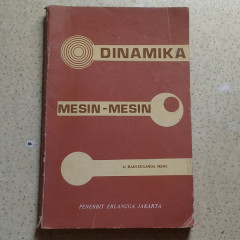 DINAMIKA
MESIN-MESIN
PENERBIT ERLANGGA JAKARTA